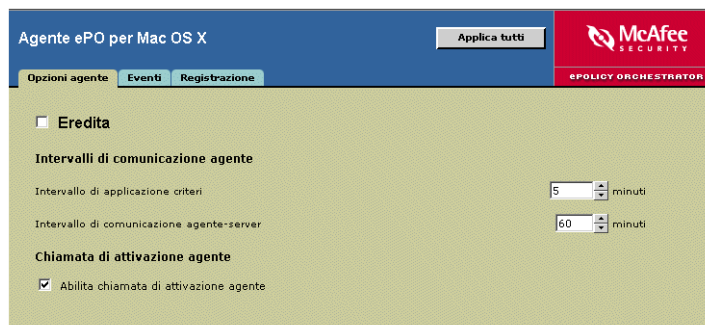 Agente ePO per Mac OS X
Applica tutti
McAfee
SECURITY
Opzioni agente
Eventi
Registrazione
ePOLICY ORCHESTRATOR
Eredita
Intervalli di comunicazione agente
Intervallo di applicazione criteri
5 minuti
Intervallo di comunicazione agente-server
60 minuti
Chiamata di attivazione agente
Abilita chiamata di attivazione agente